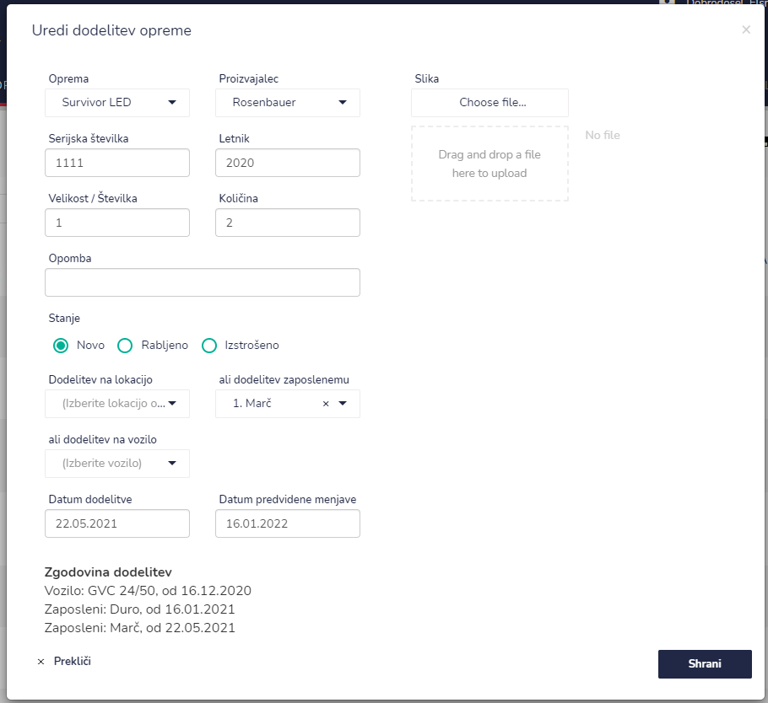 Uredi dodelitev opreme
×
Oprema
Proizvajalec
Slika
Survivor LED
Rosenbauer
Choose file...
Serijska številka
Letnik
No file
1111
2020
Drag and drop a file
here to upload
Velikost / Številka
Količina
1
2
Opomba
Stanje
Novo
Rabljeno
Izstrošeno
Dodelitev na lokacijo
ali dodelitev zaposlenemu
(Izberite lokacijo o...
1. Marč ×
ali dodelitev na vozilo
(Izberite vozilo)
Datum dodelitve
Datum predvidene menjave
22.05.2021
16.01.2022
Zgodovina dodelitev
Vozilo: GVC 24/50, od 16.12.2020
Zaposleni: Duro, od 16.01.2021
Zaposleni: Marč, od 22.05.2021
× Prekliči
Shrani